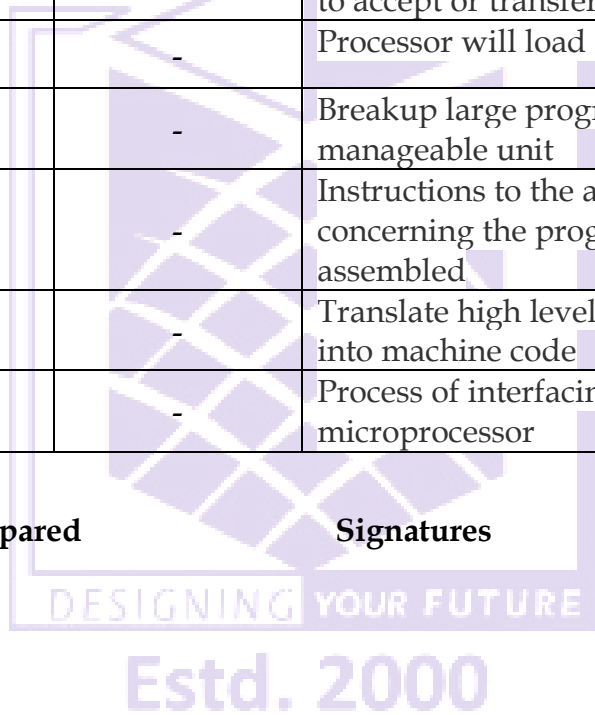 to accept or transfer
-
Processor will load
-
Breakup large progr
manageable unit
-
Instructions to the a
concerning the prog
assembled
-
Translate high level
into machine code
-
Process of interfacin
microprocessor
pared Signatures
DESIGNING YOUR FUTURE
Estd. 2000